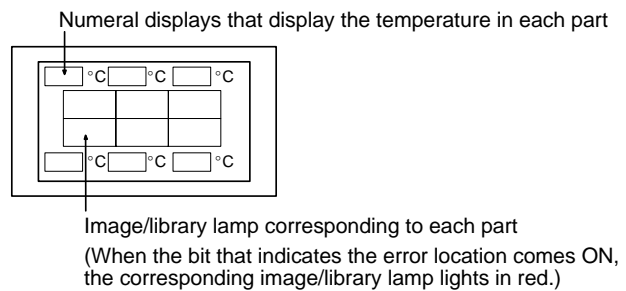 Numeral displays that display the temperature in each part
°C °C °C
°C °C °C
Image/library lamp corresponding to each part
(When the bit that indicates the error location comes ON,
the corresponding image/library lamp lights in red.)